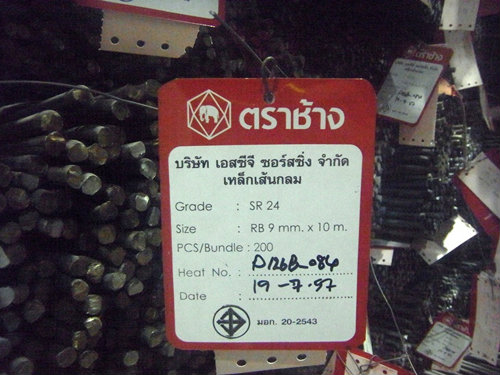 ตราช้าง
บริษัท เอสซีจี ซอร์สซิ่ง จำกัด
เหล็กเส้นกลม
Grade : SR 24
Size : RB 9 mm. x 10 m.
PCS/Bundle : 200
Heat No. :
Date : 19-7-97
มอก. 20-2543